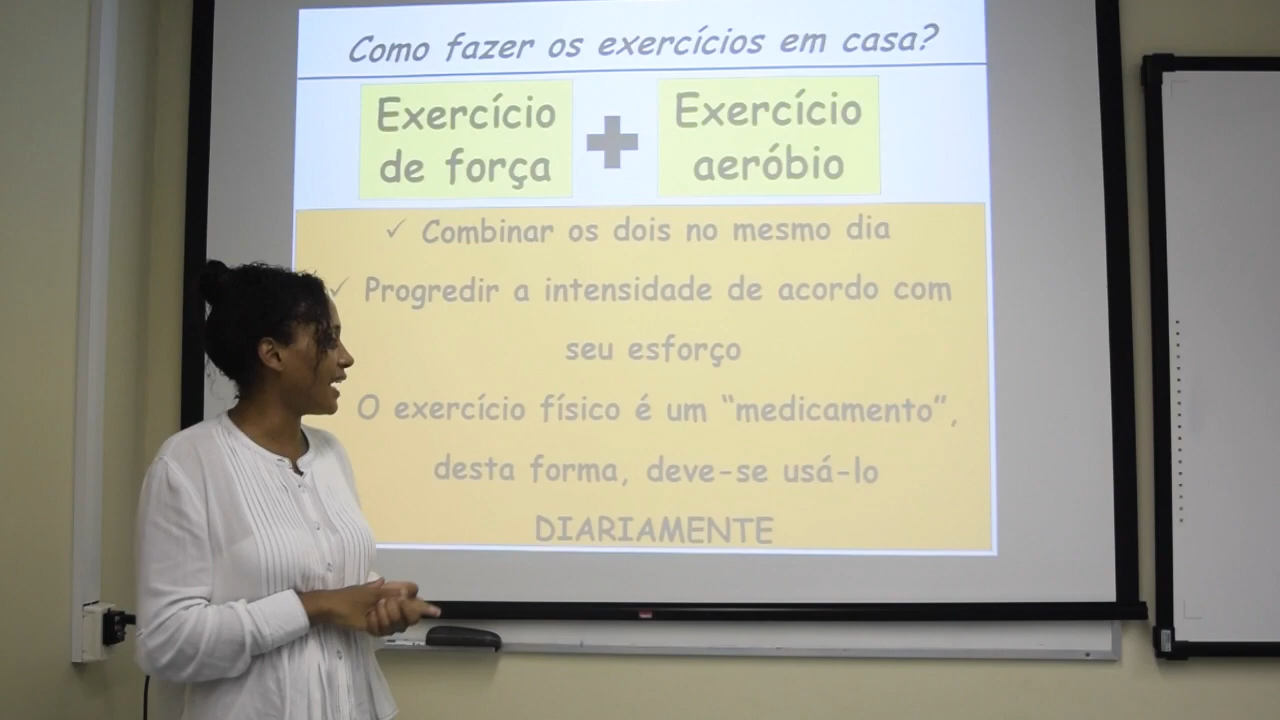 Como fazer os exercícios em casa?
Exercício de força + Exercício aeróbio
✓ Combinar os dois no mesmo dia
✓ Progredir a intensidade de acordo com
seu esforço
O exercício físico é um “medicamento”,
desta forma, deve-se usá-lo
DIARIAMENTE